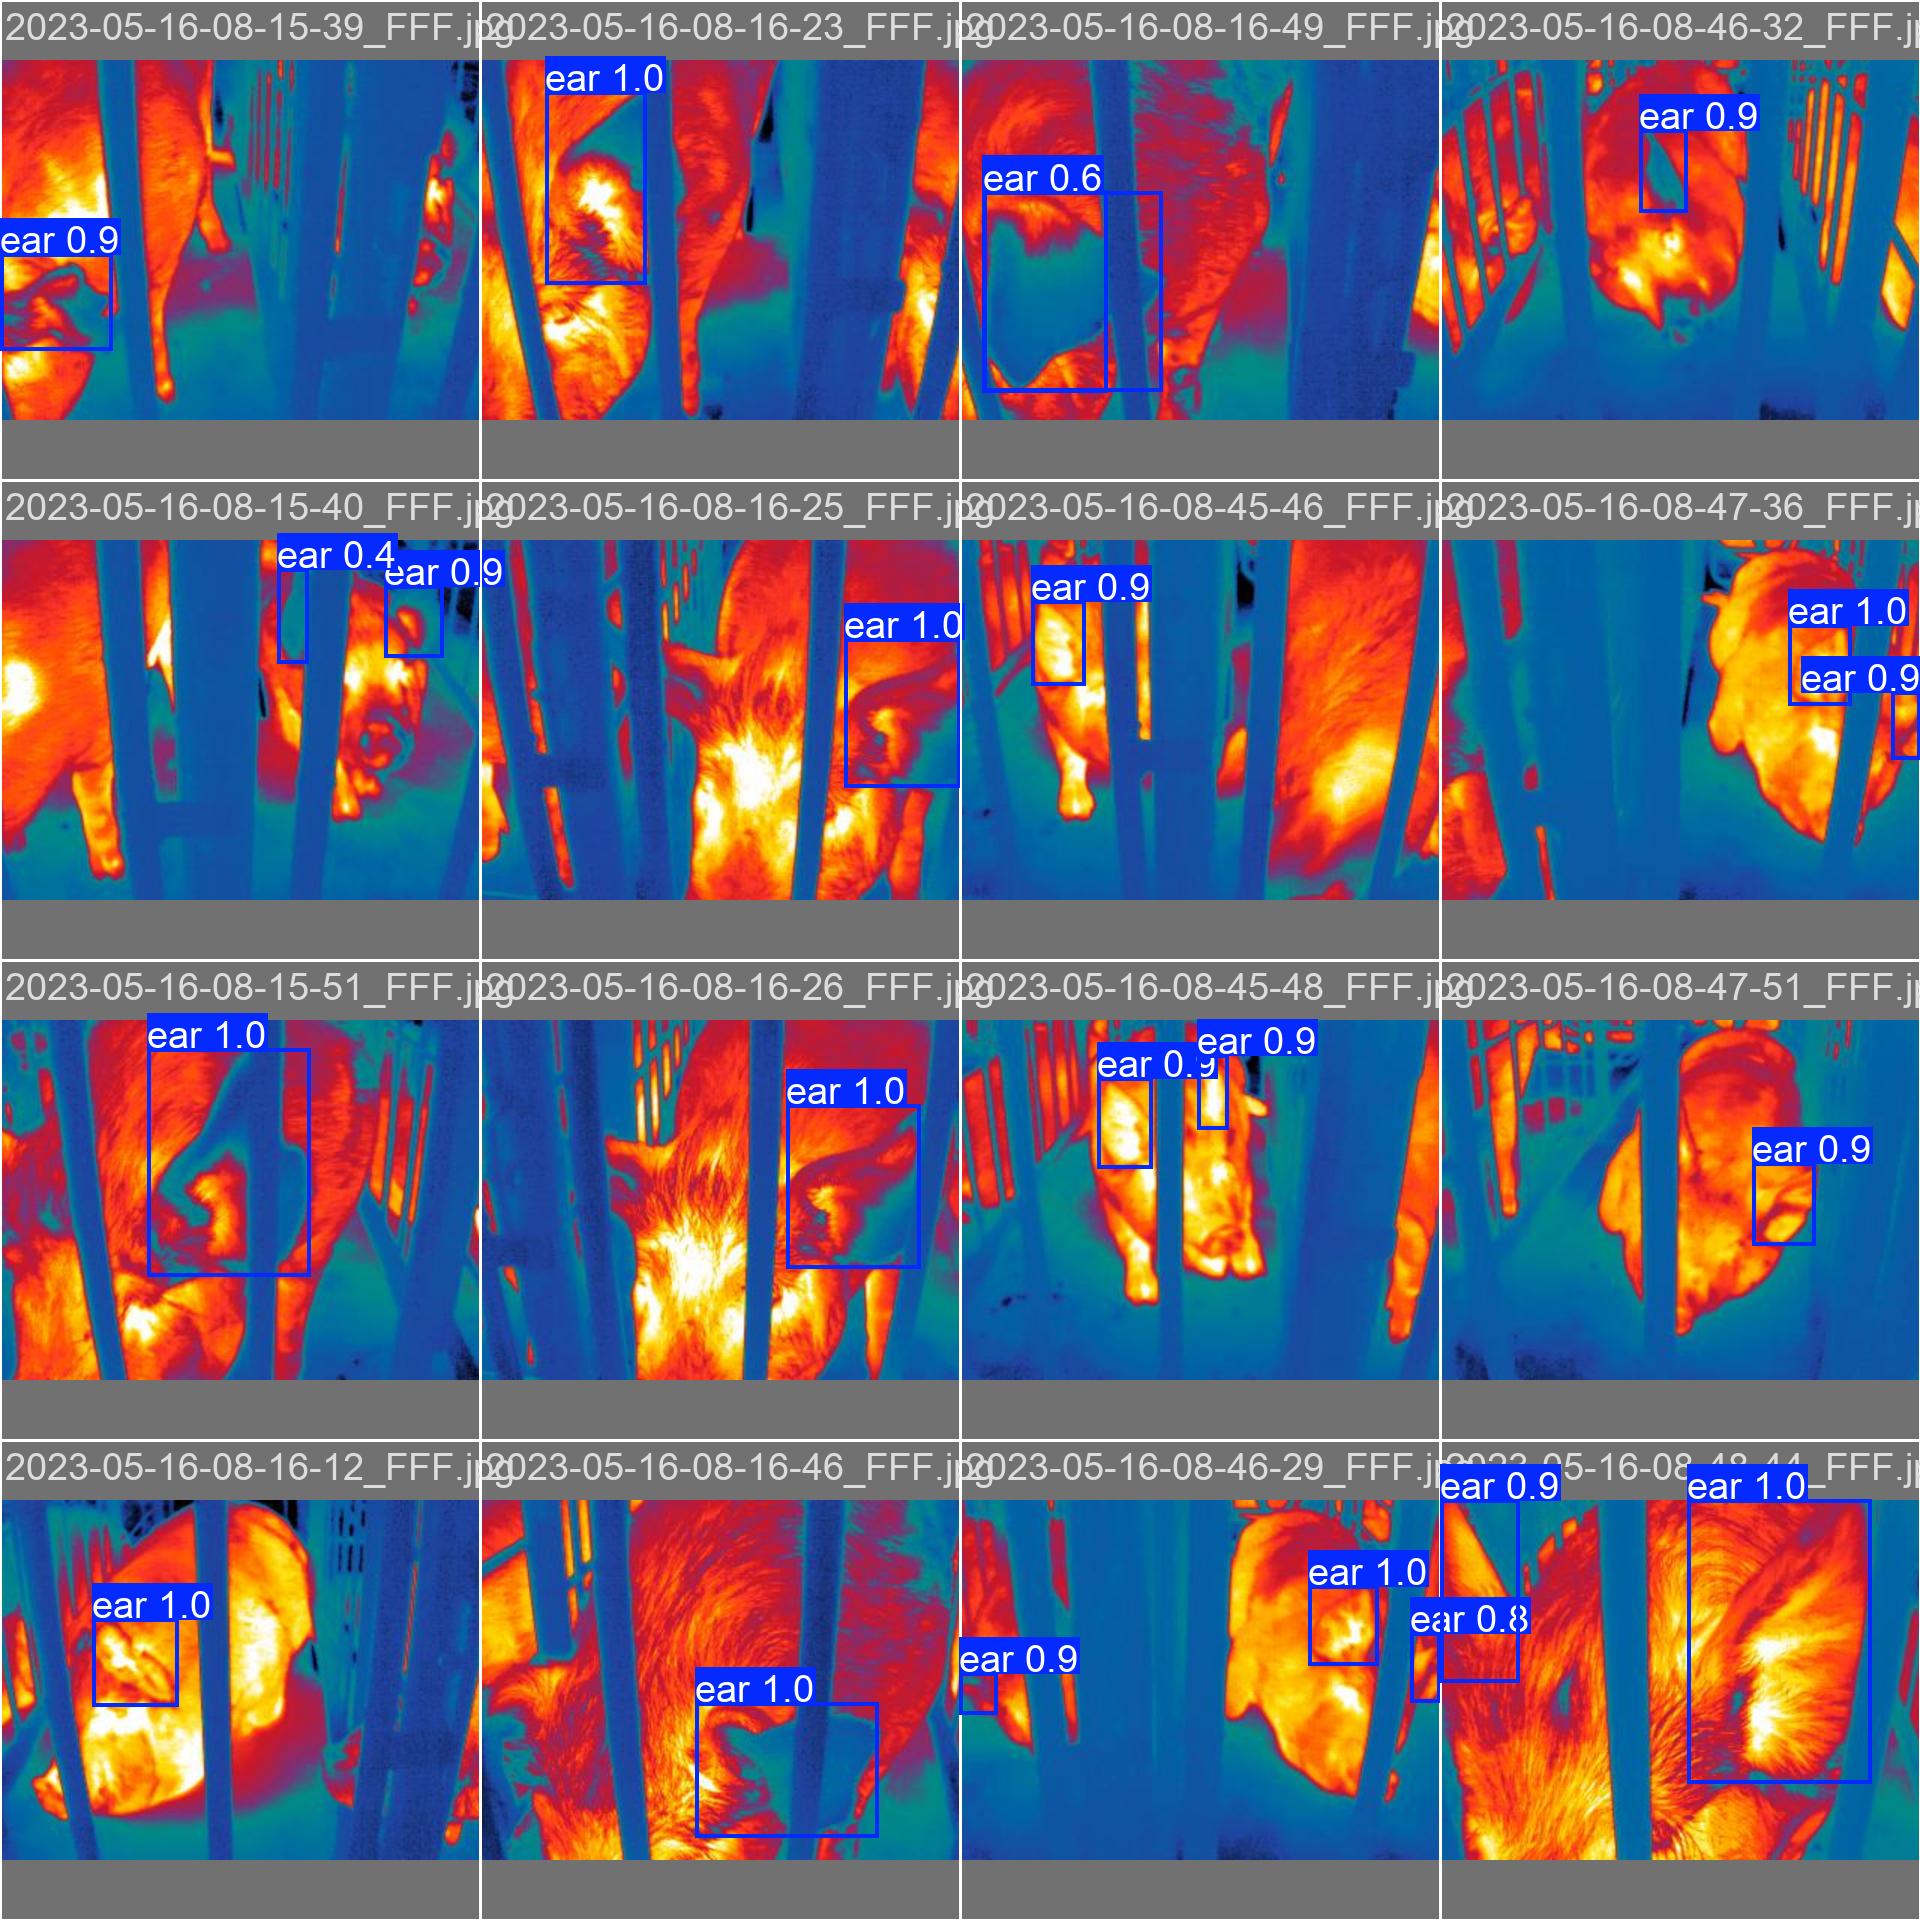 2023-05-16-08-15-39_FFF.jpg
2023-05-16-08-16-23_FFF.jpg
2023-05-16-08-16-49_FFF.jpg
2023-05-16-08-46-32_FFF.j
ear 0.9
ear 1.0
ear 0.6
ear 0.9
2023-05-16-08-15-40_FFF.jpg
2023-05-16-08-16-25_FFF.jpg
2023-05-16-08-45-46_FFF.jpg
2023-05-16-08-47-36_FFF.j
ear 0.4
ear 0.9
ear 1.0
ear 0.9
ear 1.0
ear 0.9
2023-05-16-08-15-51_FFF.jpg
2023-05-16-08-16-26_FFF.jpg
2023-05-16-08-45-48_FFF.jpg
2023-05-16-08-47-51_FFF.j
ear 1.0
ear 1.0
ear 0.9
ear 0.9
ear 0.9
2023-05-16-08-16-12_FFF.jpg
2023-05-16-08-16-46_FFF.jpg
2023-05-16-08-46-29_FFF.j
05-16-08-48-44_FFF.j
ear 1.0
ear 1.0
ear 0.9
ear 1.0
ear 0.8
ear 0.9
ear 1.0